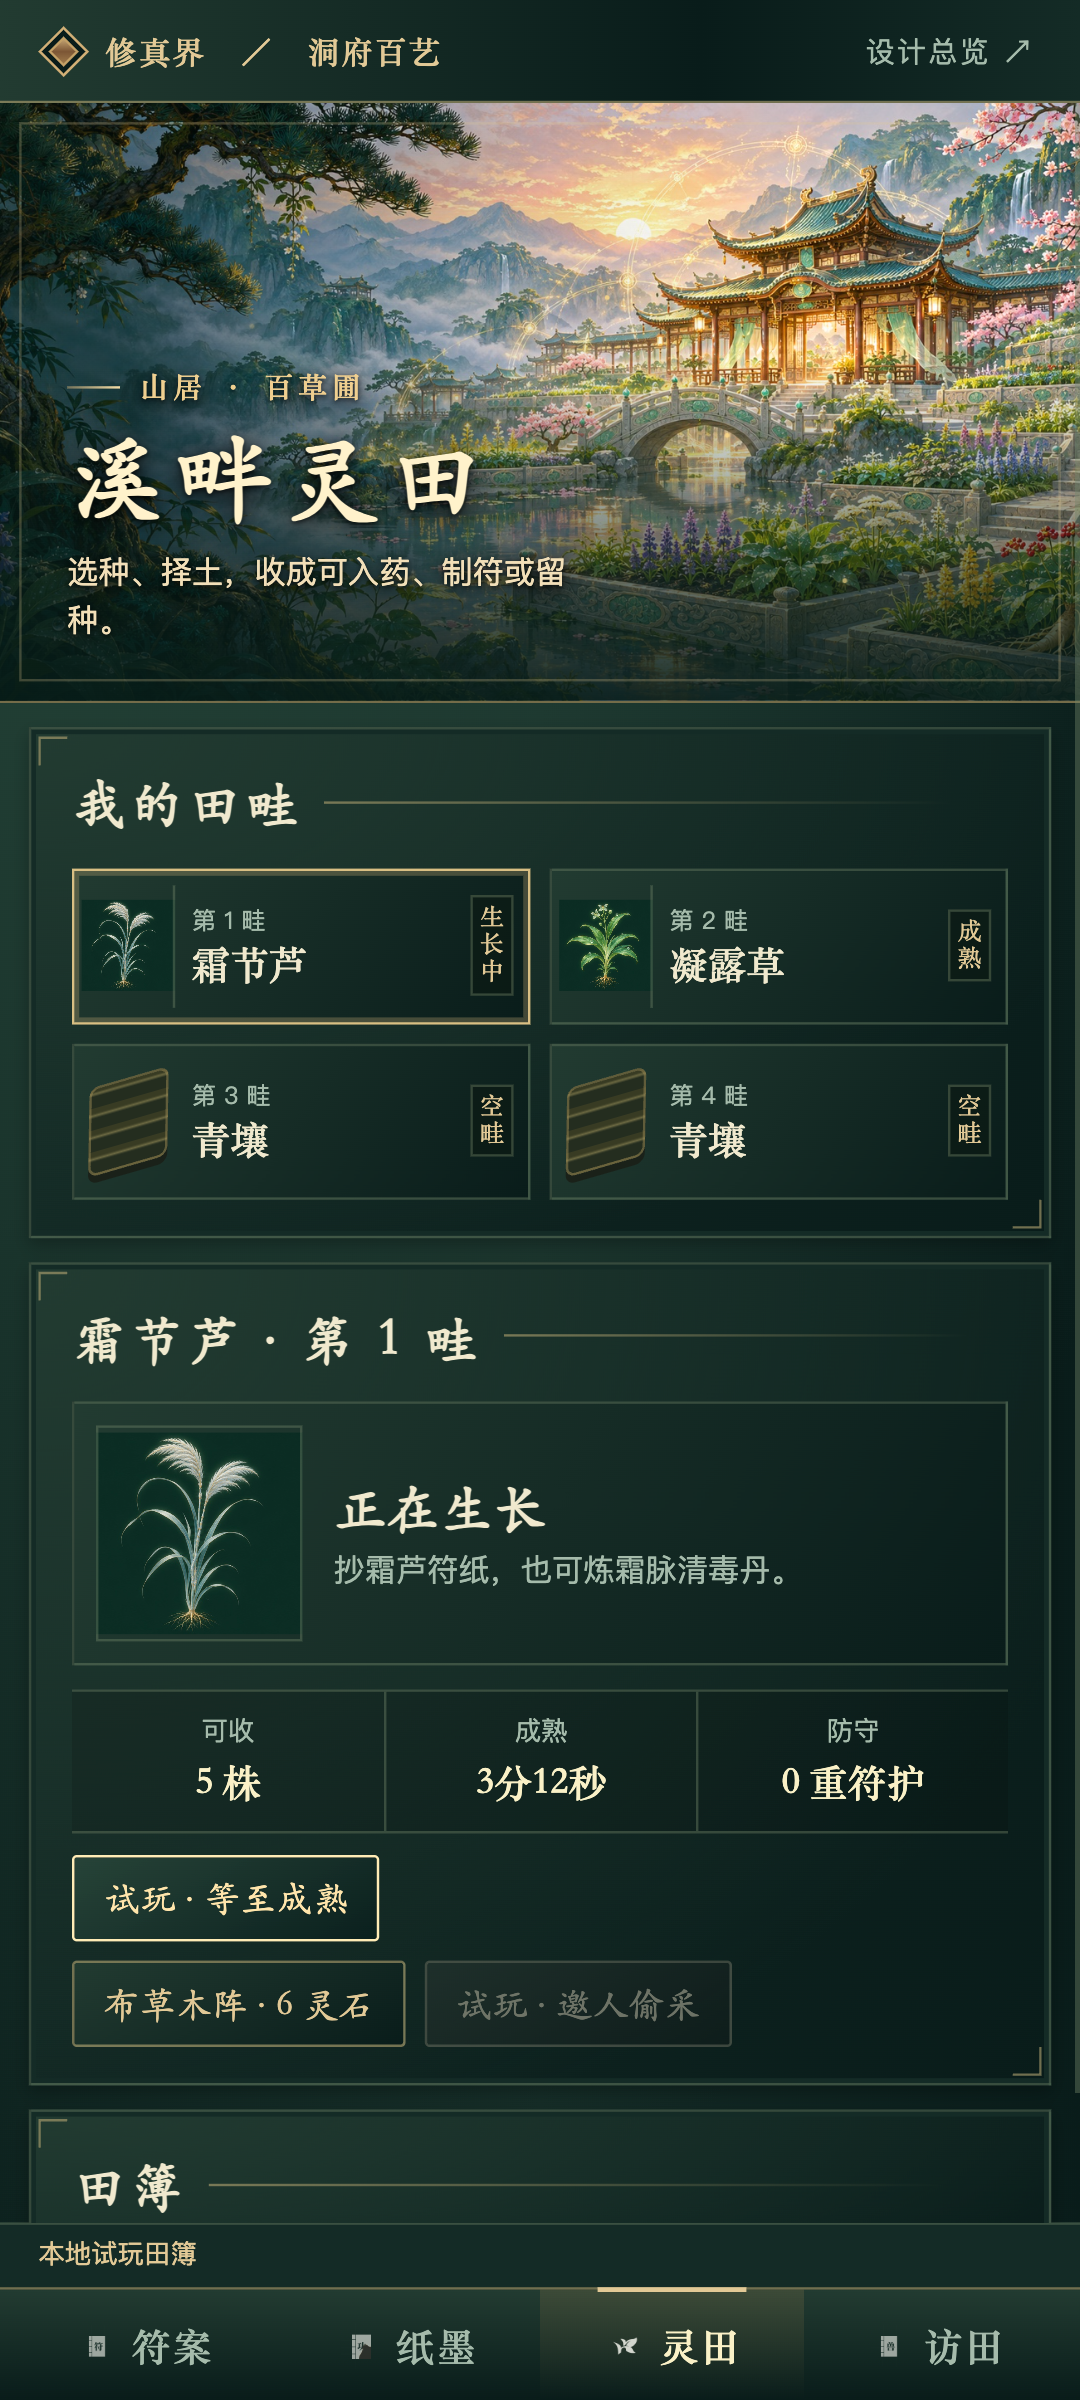 修真界 ／ 洞府百艺
设计总览 ↗
山居 · 百草圃
溪畔灵田
选种、择土，收成可入药、制符或留
种。
我的田畦
第 1 畦
霜节芦
生长中
第 2 畦
凝露草
成熟
第 3 畦
青壤
空畦
第 4 畦
青壤
空畦
霜节芦 · 第 1 畦
正在生长
抄霜芦符纸，也可炼霜脉清毒丹。
可收
5 株
成熟
3分12秒
防守
0 重符护
试玩 · 等至成熟
布草木阵 · 6 灵石
试玩 · 邀人偷采
田簿
本地试玩田簿
符案
纸墨
灵田
访田